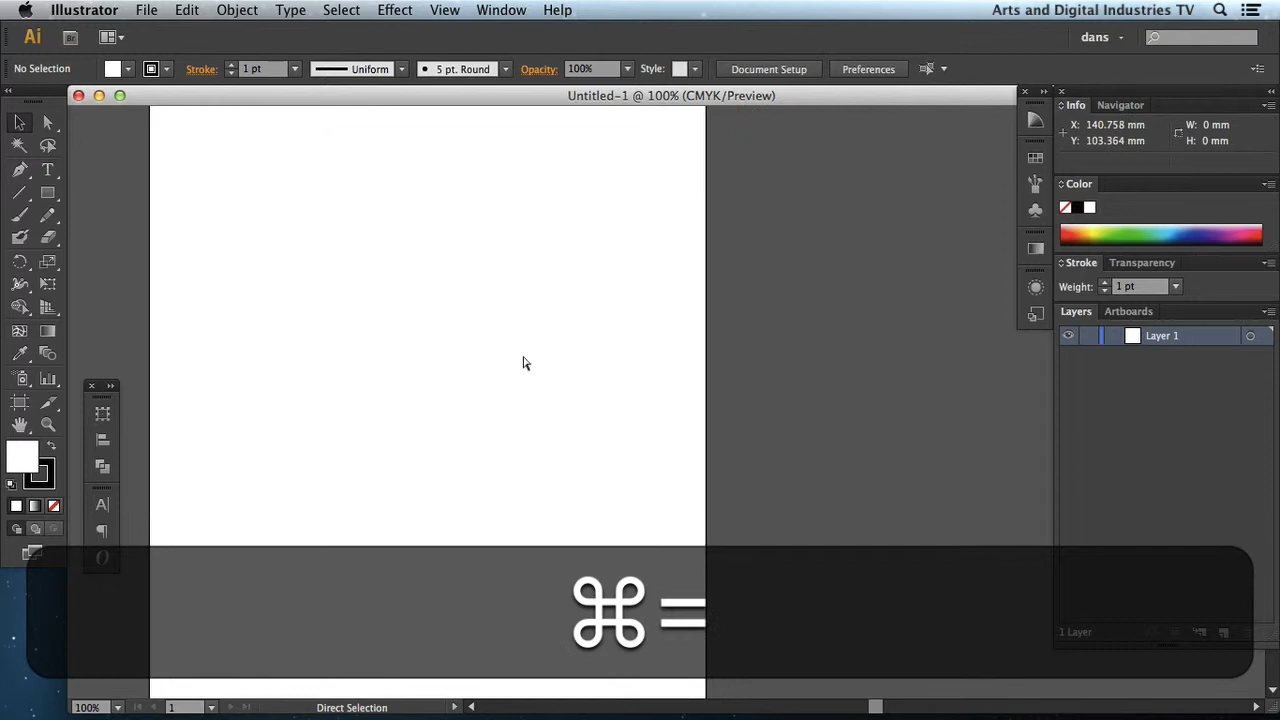 Illustrator File Edit Object Type Select Effect View Window Help Arts and Digital Industries TV
Ai Br dans
No Selection Stroke: 1 pt Uniform 5 pt. Round Opacity: 100% Style: Document Setup Preferences
Untitled-1 @ 100% (CMYK/Preview)
Info Navigator
X: 140.758 mm W: 0 mm
Y: 103.364 mm H: 0 mm
Color
Stroke Transparency
Weight: 1 pt
Layers Artboards
Layer 1
⌘=
1 Layer
100% 1 Direct Selection